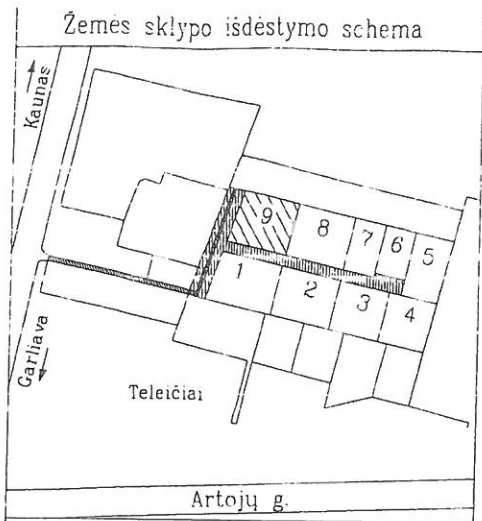 Žemės sklypo išdėstymo schema
Kaunas
9
8
7
6
5
1
2
3
4
Garliava
Teleičiai
Artojų g.